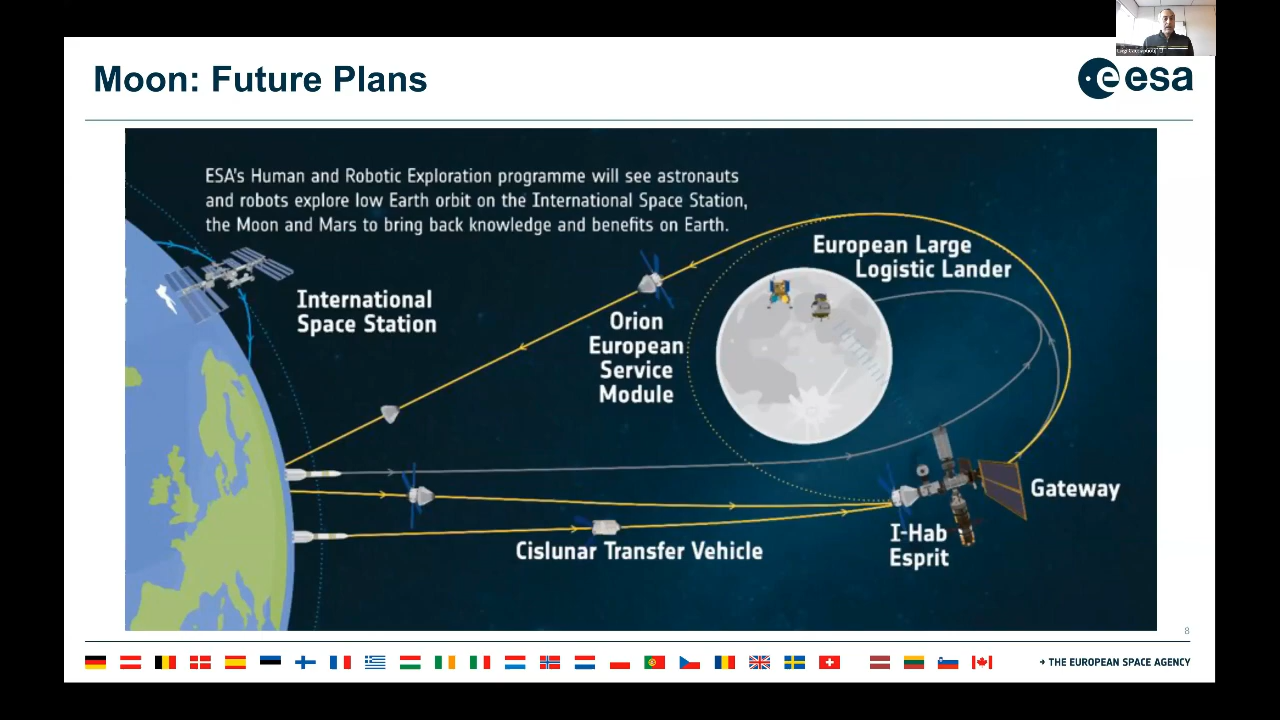 Moon: Future Plans
esa
ESA's Human and Robotic Exploration programme will see astronauts
and robots explore low Earth orbit on the International Space Station,
the Moon and Mars to bring back knowledge and benefits on Earth.
European Large
Logistic Lander
International
Space Station
Orion
European
Service
Module
Gateway
I-Hab
Esprit
Cislunar Transfer Vehicle
8
→ THE EUROPEAN SPACE AGENCY